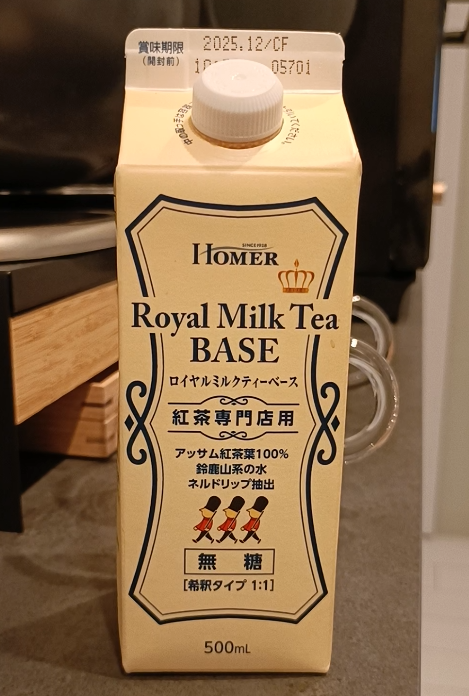 賞味期限 2025.12/CF
(開封前) 05701
SINCE 1928
HOMER
Royal Milk Tea
BASE
ロイヤルミルクティーベース
紅茶専門店用
アッサム紅茶葉100%
鈴鹿山系の水
ネルドリップ抽出
無 糖
[希釈タイプ 1:1]
500mL